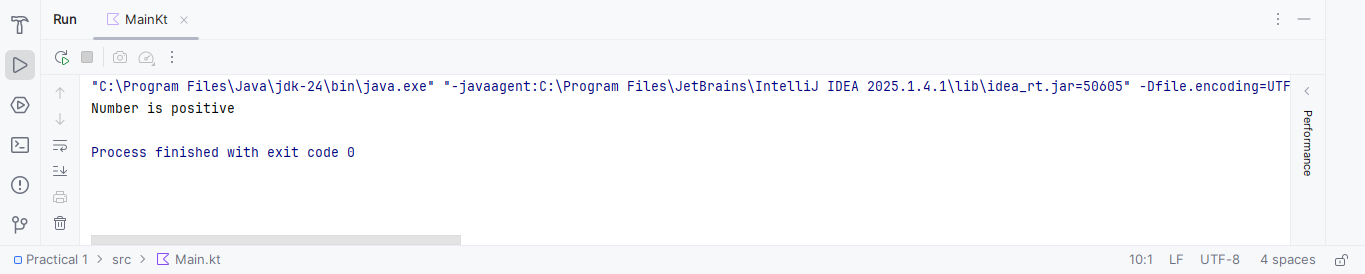 Run MainKt
"C:\Program Files\Java\jdk-24\bin\java.exe" "-javaagent:C:\Program Files\JetBrains\IntelliJ IDEA 2025.1.4.1\lib\idea_rt.jar=50605" -Dfile.encoding=UTF
Number is positive
Process finished with exit code 0
Performance
Practical 1 > src > Main.kt 10:1 LF UTF-8 4 spaces